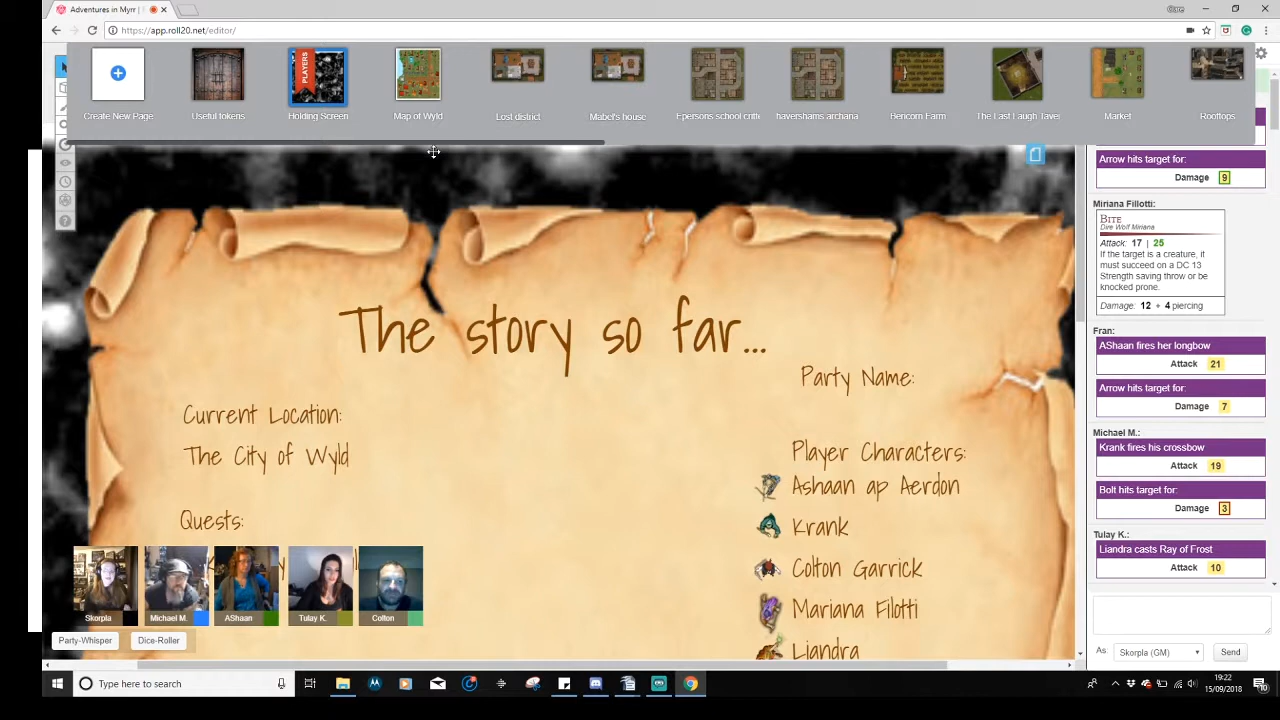 Adventures in Myrr |
https://app.roll20.net/editor/
PLAYERS
Create New Page
Useful tokens
Holding Screen
Map of Wyld
Lost district
Mabel's house
Epersons school critt
havershams archana
Bericorn Farm
The Last Laugh Taver
Market
Rooftops
The story so far...
Party Name:
Current Location:
The City of Wyld
Quests:
Player Characters:
Ashaan ap Aerdon
Krank
Colton Garrick
Mariana Filotti
Liandra
Skorpla
Michael M.
AShaan
Tulay K.
Colton
Party-Whisper
Dice-Roller
Arrow hits target for:
Damage 9
Miriana Fillotti:
BITE
Dire Wolf Miriana
Attack: 17 | 25
If the target is a creature, it
must succeed on a DC 13
Strength saving throw or be
knocked prone.
Damage: 12 + 4 piercing
Fran:
AShaan fires her longbow
Attack 21
Arrow hits target for:
Damage 7
Michael M.:
Krank fires his crossbow
Attack 19
Bolt hits target for:
Damage 3
Tulay K.:
Liandra casts Ray of Frost
Attack 10
As: Skorpla (GM)
Send
Type here to search
19:22
15/09/2018